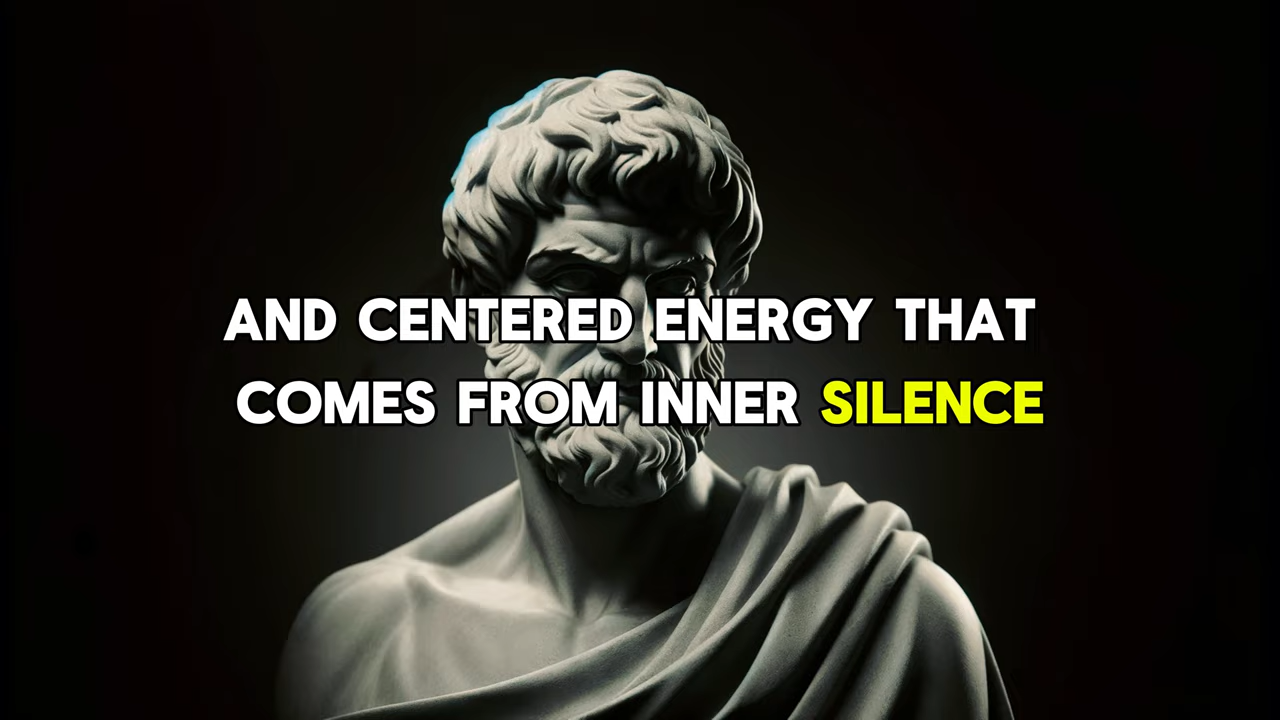 AND CENTERED ENERGY THAT
COMES FROM INNER SILENCE